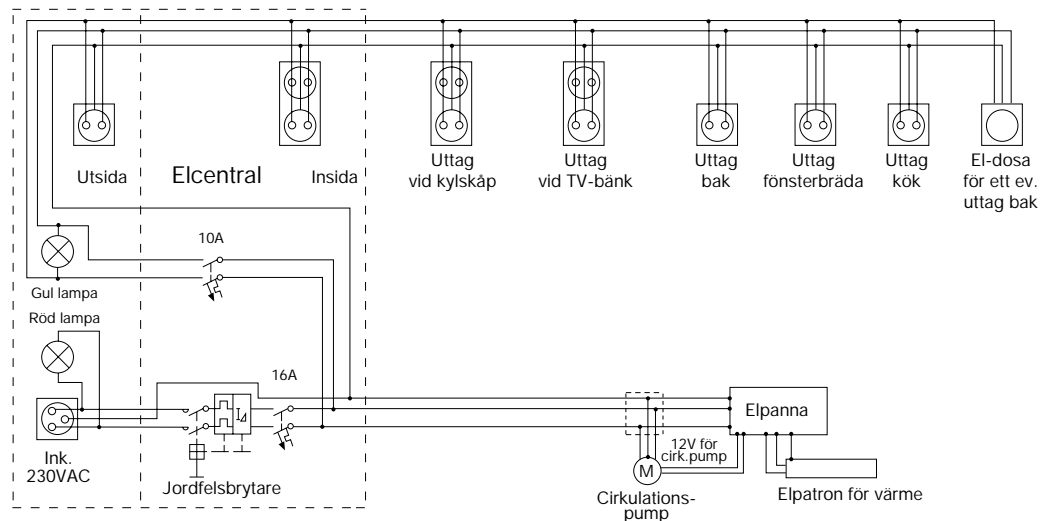 Utsida
Elcentral
Insida
Uttag
vid kylskåp
Uttag
vid TV-bänk
Uttag
bak
Uttag
fönsterbräda
Uttag
kök
El-dosa
för ett ev.
uttag bak
10A
Gul lampa
Röd lampa
16A
I⊿
Elpanna
12V för
cirk.pump
M
Ink.
230VAC
Jordfelsbrytare
Cirkulations-
pump
Elpatron för värme